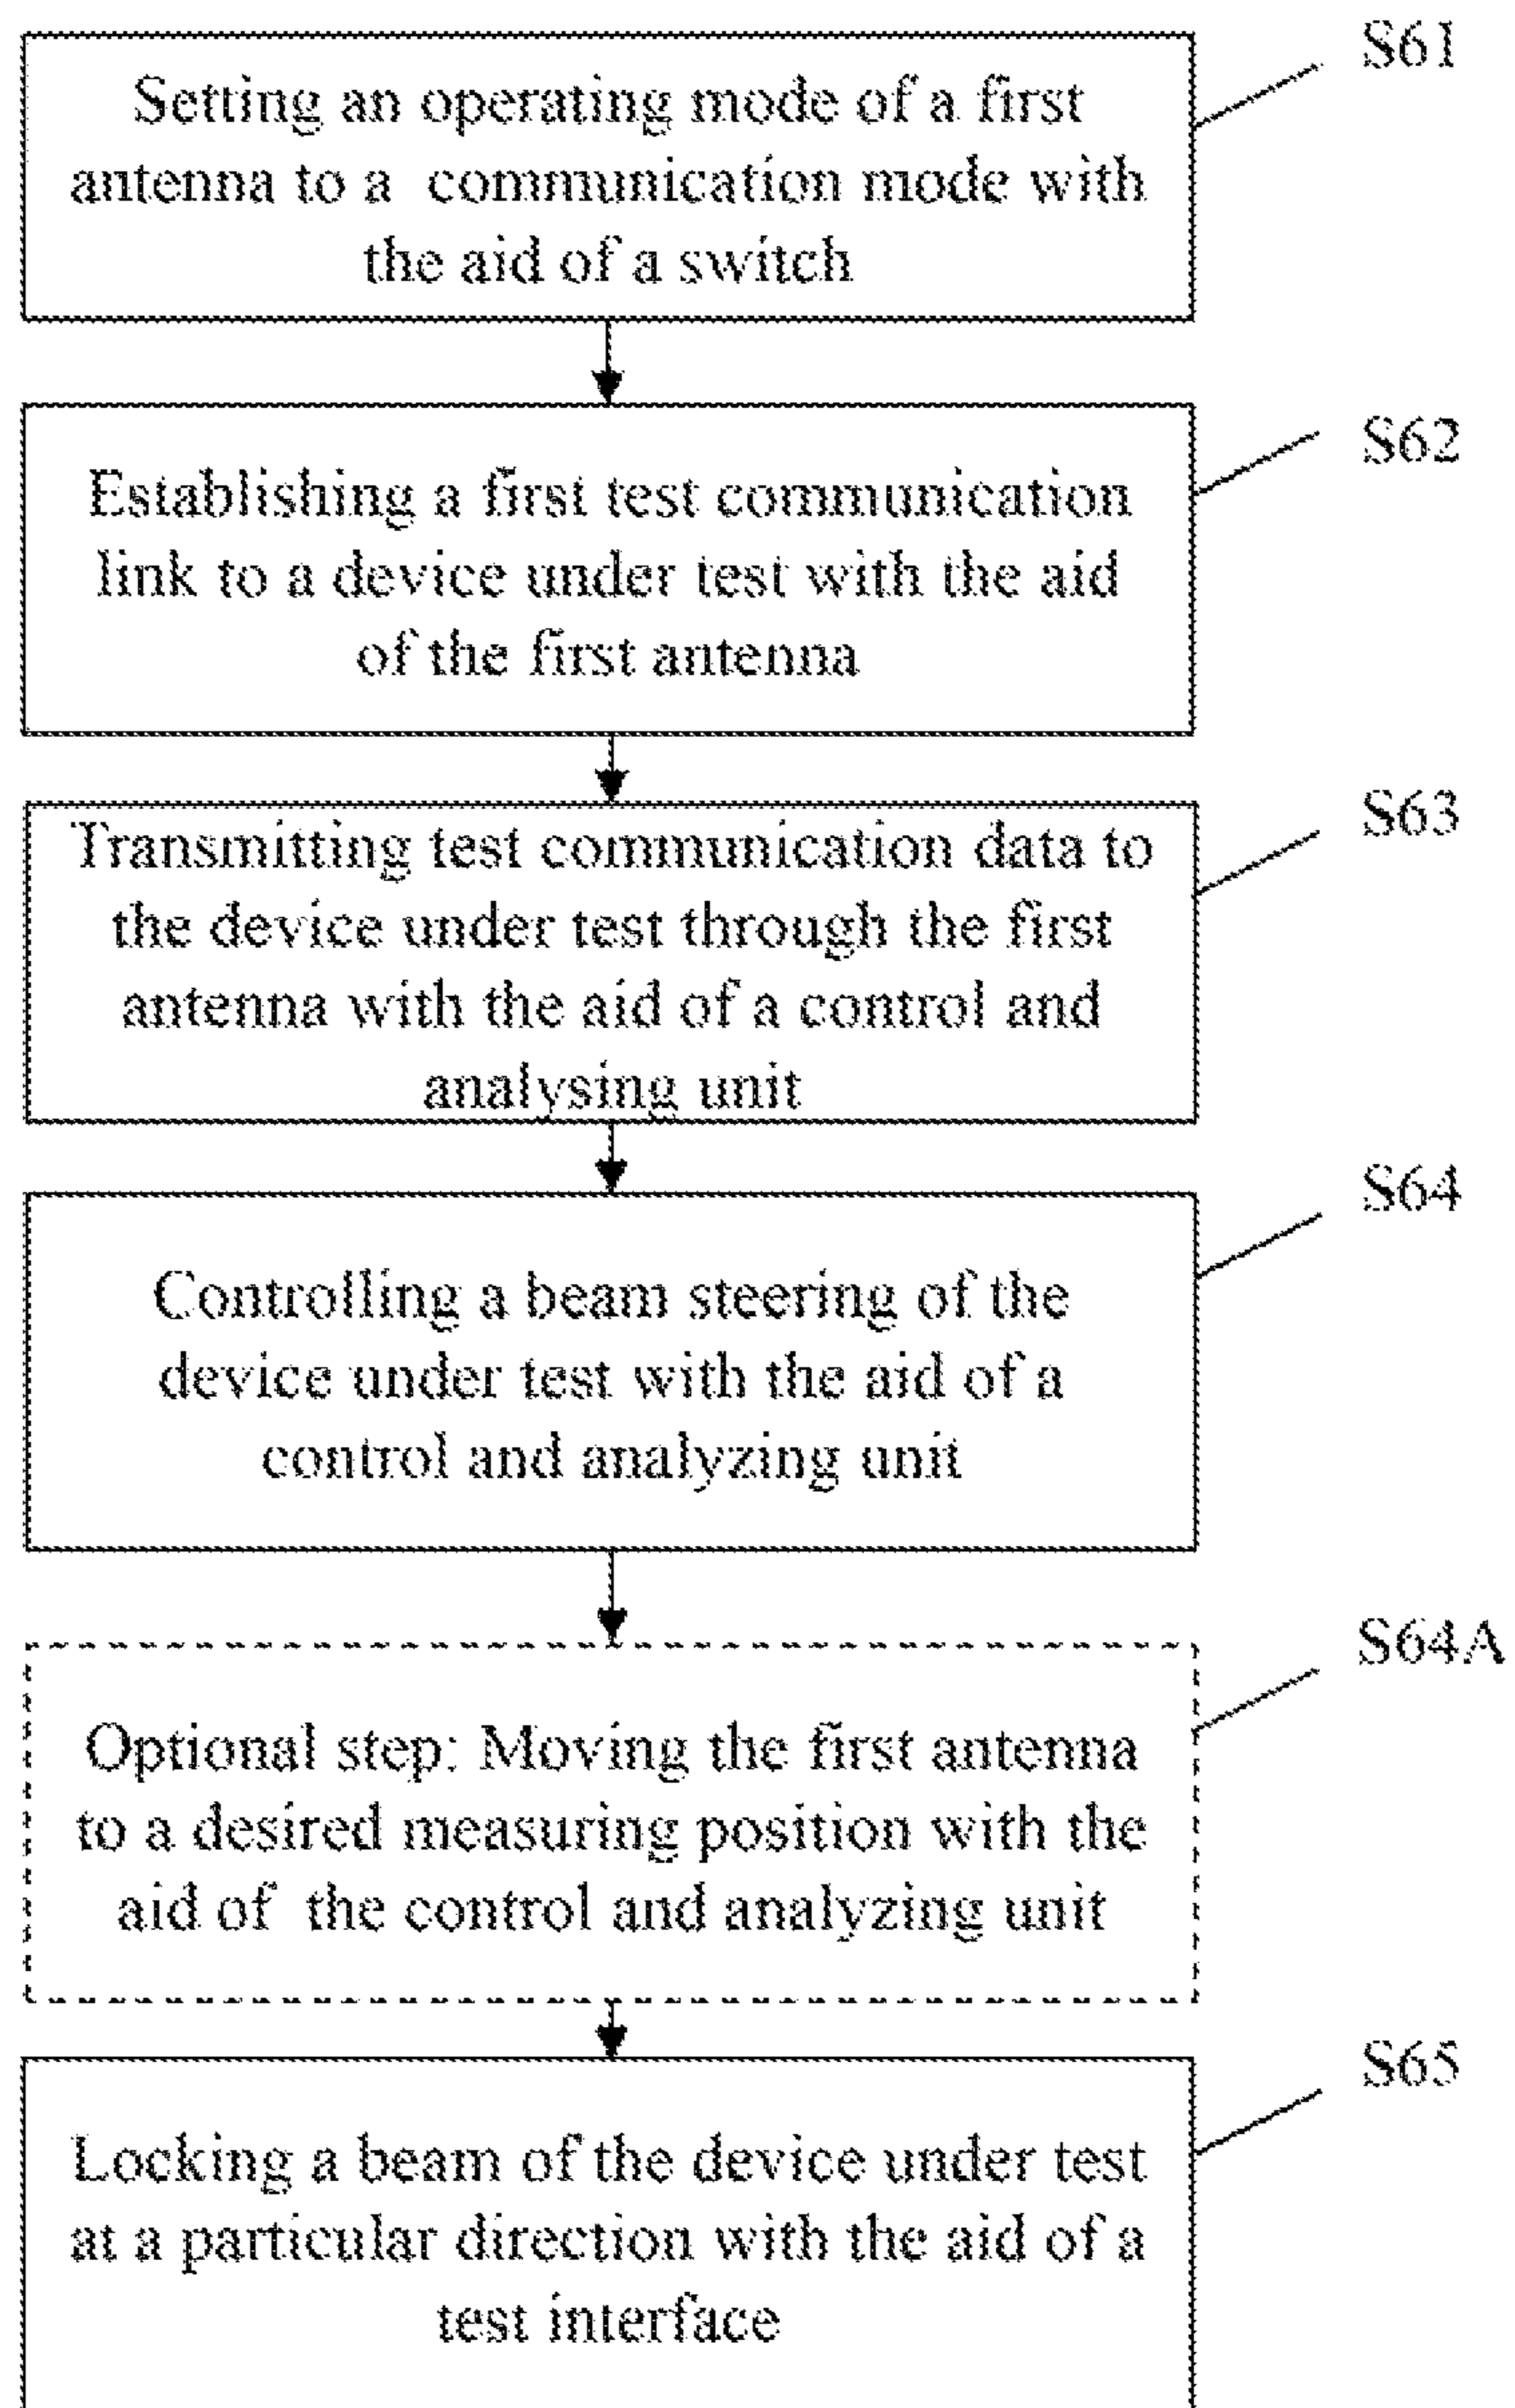 S61
Setting an operating mode of a first
antenna to a communication mode with
the aid of a switch
S62
Establishing a first test communication
link to a device under test with the aid
of the first antenna
S63
Transmitting test communication data to
the device under test through the first
antenna with the aid of a control and
analysing unit
S64
Controlling a beam steering of the
device under test with the aid of a
control and analyzing unit
S64A
Optional step: Moving the first antenna
to a desired measuring position with the
aid of the control and analyzing unit
S65
Locking a beam of the device under test
at a particular direction with the aid of a
test interface